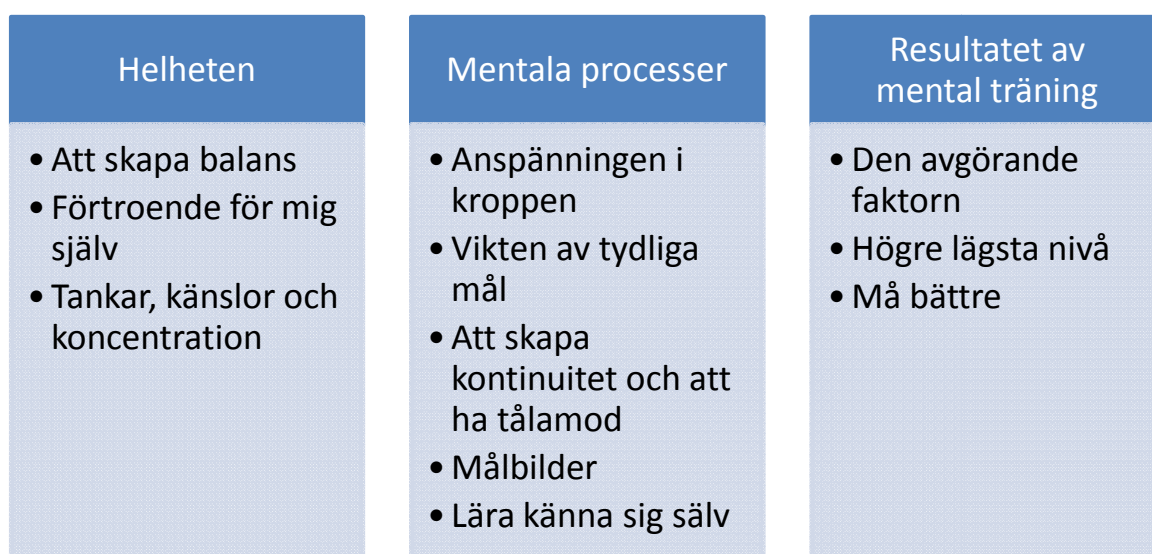 Helheten
• Att skapa balans
• Förtroende för mig
själv
• Tankar, känslor och
koncentration
Mentala processer
• Anspänningen i
kroppen
• Vikten av tydliga
mål
• Att skapa
kontinuitet och att
ha tålamod
• Målbilder
• Lära känna sig själv
Resultatet av
mental träning
• Den avgörande
faktorn
• Högre lägsta nivå
• Må bättre